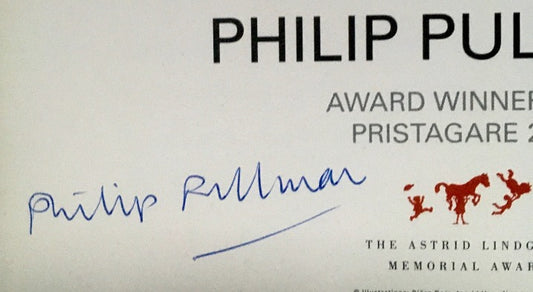 PHILIP PUL
AWARD WINNER
PRISTAGARE 2
Philip Pullman
THE ASTRID LINDG
MEMORIAL AWAR